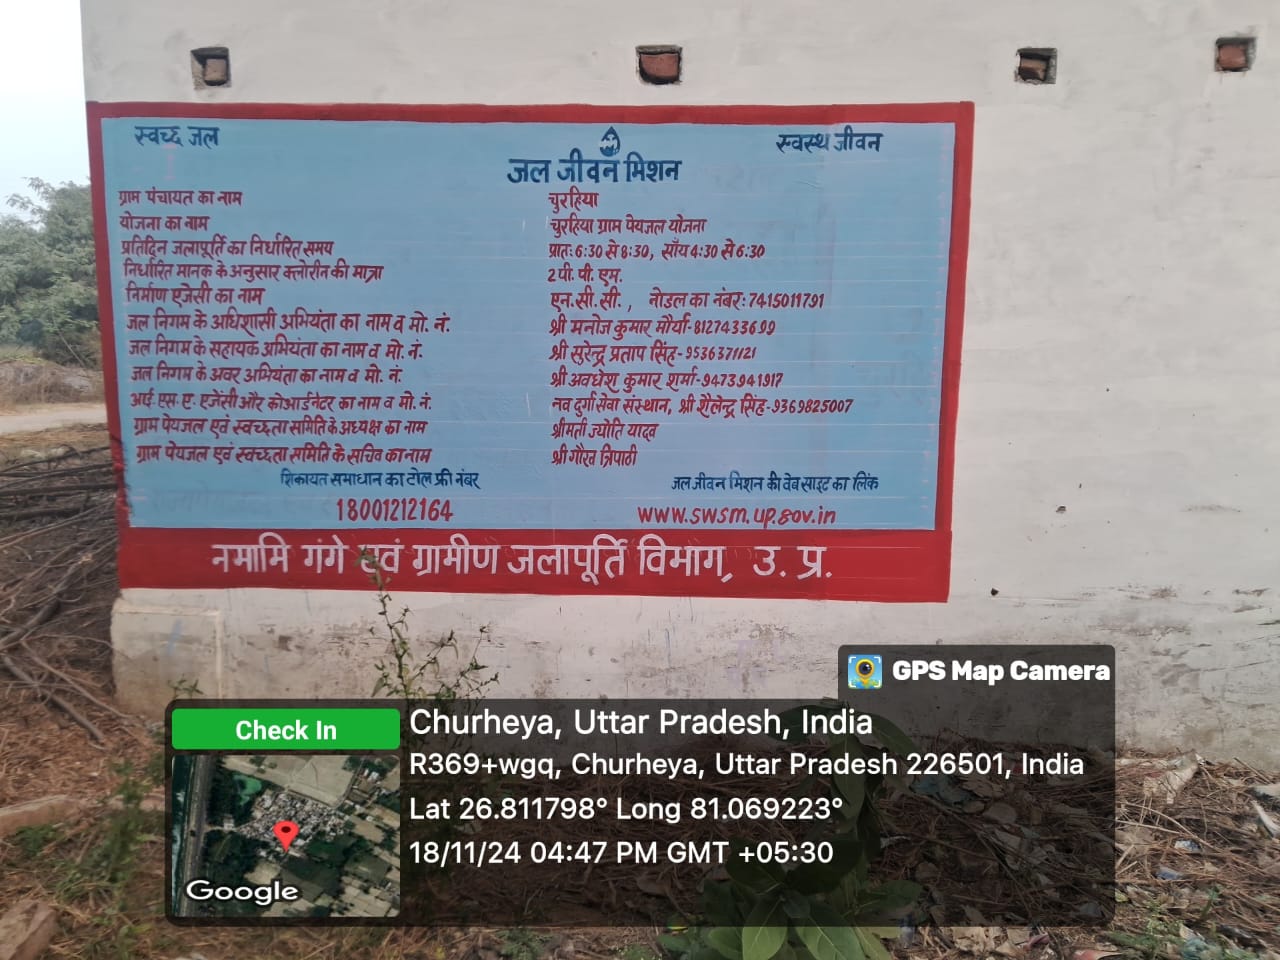 स्वच्छ जल
स्वस्थ जीवन
जल जीवन मिशन
ग्राम पंचायत का नाम चुरहिया
योजना का नाम चुरहिया ग्राम पेयजल योजना
प्रतिदिन जलापूर्ति का निर्धारित समय प्रातः 6:30 से 8:30, साँय 4:30 से 6:30
निर्धारित मानक के अनुसार क्लोरीन की मात्रा 2 पी. पी. एम.
निर्माण एजेसी का नाम एन. सी. सी. , नोडल का नंबर: 7415011791
जल निगम के अधिशासी अभियंता का नाम व मो. नं. श्री मनोज कुमार मौर्या-8127433699
जल निगम के सहायक अभियंता का नाम व मो. नं. श्री सुरेन्द्र प्रताप सिंह-9536371121
जल निगम के अवर अभियंता का नाम व मो. नं. श्री अवधेश कुमार शर्मा-9473941917
आई. एस. ए. एजेंसी और कोआर्डिनेटर का नाम व मो. नं. नव दुर्गा सेवा संस्थान, श्री शैलेन्द्र सिंह-9369825007
ग्राम पेयजल एवं स्वच्छता समिति के अध्यक्ष का नाम श्रीमती ज्योति यादव
ग्राम पेयजल एवं स्वच्छता समिति के सचिव का नाम श्री गौरव त्रिपाठी
शिकायत समाधान का टोल फ्री नंबर जल जीवन मिशन की वेब साइट का लिंक
18001212164 www.swsm.up.gov.in
नमामि गंगे एवं ग्रामीण जलापूर्ति विभाग, उ. प्र.
GPS Map Camera
Check In
Churheya, Uttar Pradesh, India
R369+wgq, Churheya, Uttar Pradesh 226501, India
Lat 26.811798° Long 81.069223°
18/11/24 04:47 PM GMT +05:30
Google